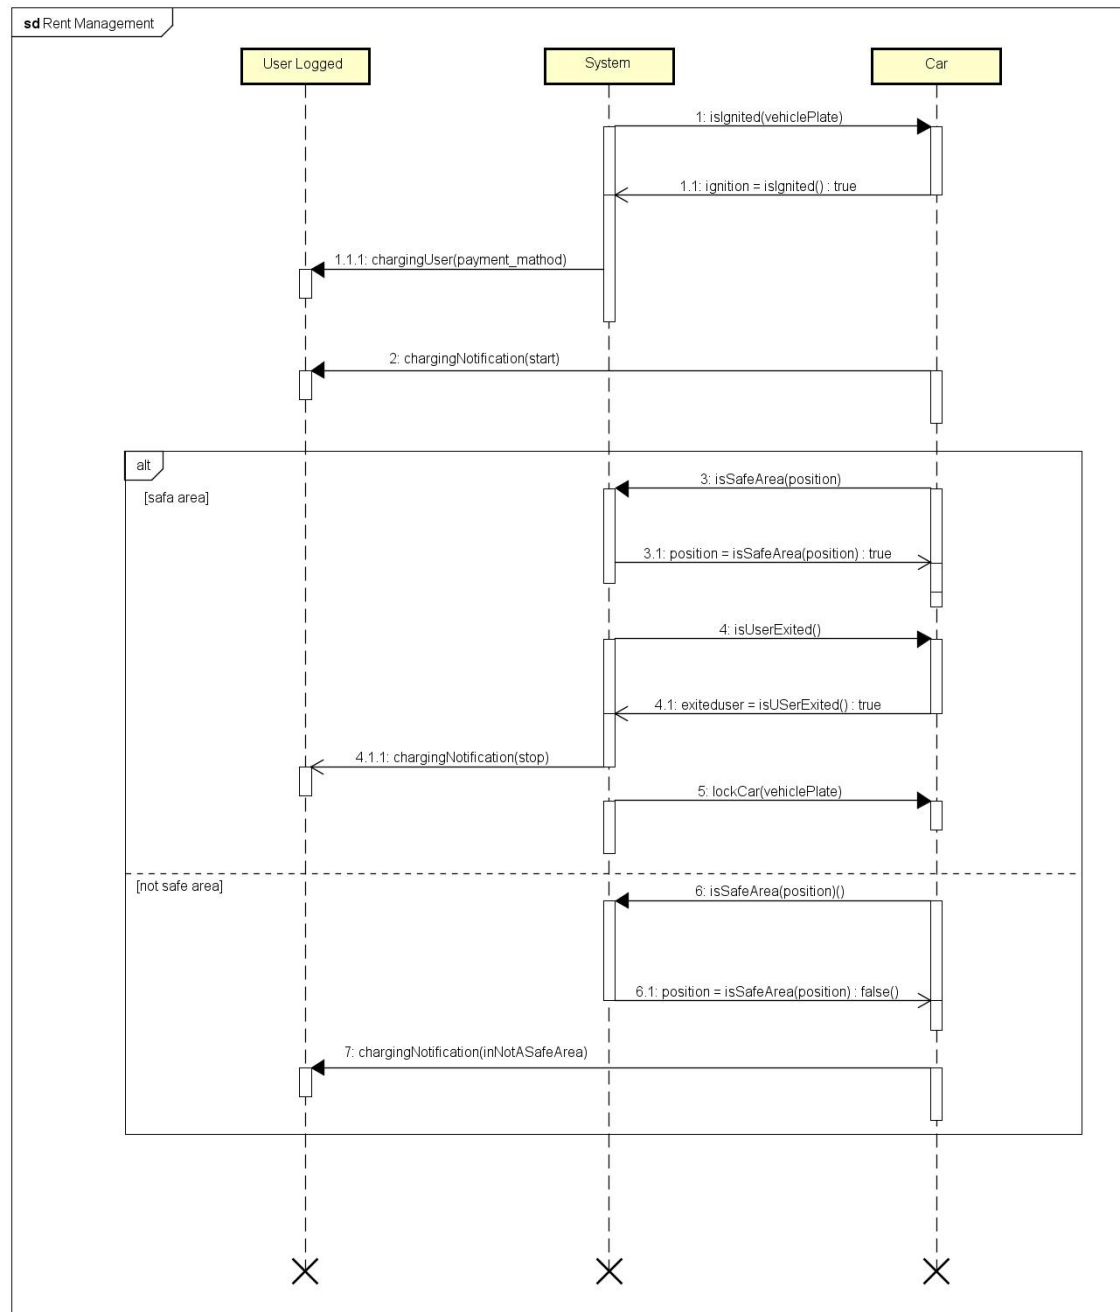 sd Rent Management
User Logged
System
Car
1: isIgnited(vehiclePlate)
1.1: ignition = isIgnited() : true
1.1.1: chargingUser(payment_mathod)
2: chargingNotification(start)
alt
3: isSafeArea(position)
[safa area]
3.1: position = isSafeArea(position) : true
4: isUserExited()
4.1: exiteduser = isUSerExited() : true
4.1.1: chargingNotification(stop)
5: lockCar(vehiclePlate)
[not safe area]
6: isSafeArea(position)()
6.1: position = isSafeArea(position) : false()
7: chargingNotification(inNotASafeArea)